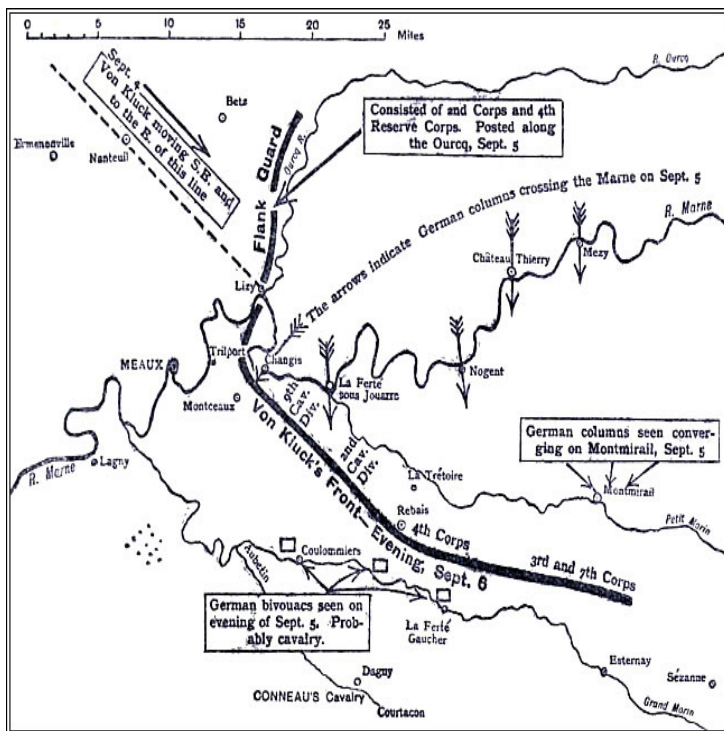 0 5 10 15 20 25
Miles
Sept. 4
Von Kluck moving S.E. and
to the E. of this line
Betz
R. Ourcq
Ermenonville
Nanteuil
Consisted of 2nd Corps and 4th
Reserve Corps. Posted along
the Ourcq, Sept. 5
Ourcq R.
Flank Guard
The arrows indicate German columns crossing the Marne on Sept. 5
R. Marne
Château Thierry
Mezy
Lizy
Trilport
Changis
MEAUX
Montceaux
La Ferté
sous Jouarre
Nogent
9th
Cav.
Div.
2nd
Cav.
Div.
Von Kluck's Front—Evening, Sept. 6
German columns seen conver-
ging on Montmirail, Sept. 5
La Trétoire
Montmirail
R. Marne
Lagny
Rebais
4th Corps
Petit Morin
3rd and 7th Corps
Aubetin
Coulommiers
German bivouacs seen on
evening of Sept. 5. Prob-
ably cavalry.
La Ferté
Gaucher
Esternay
Sézanne
Dagny
CONNEAU'S Cavalry
Courtacon
Grand Morin